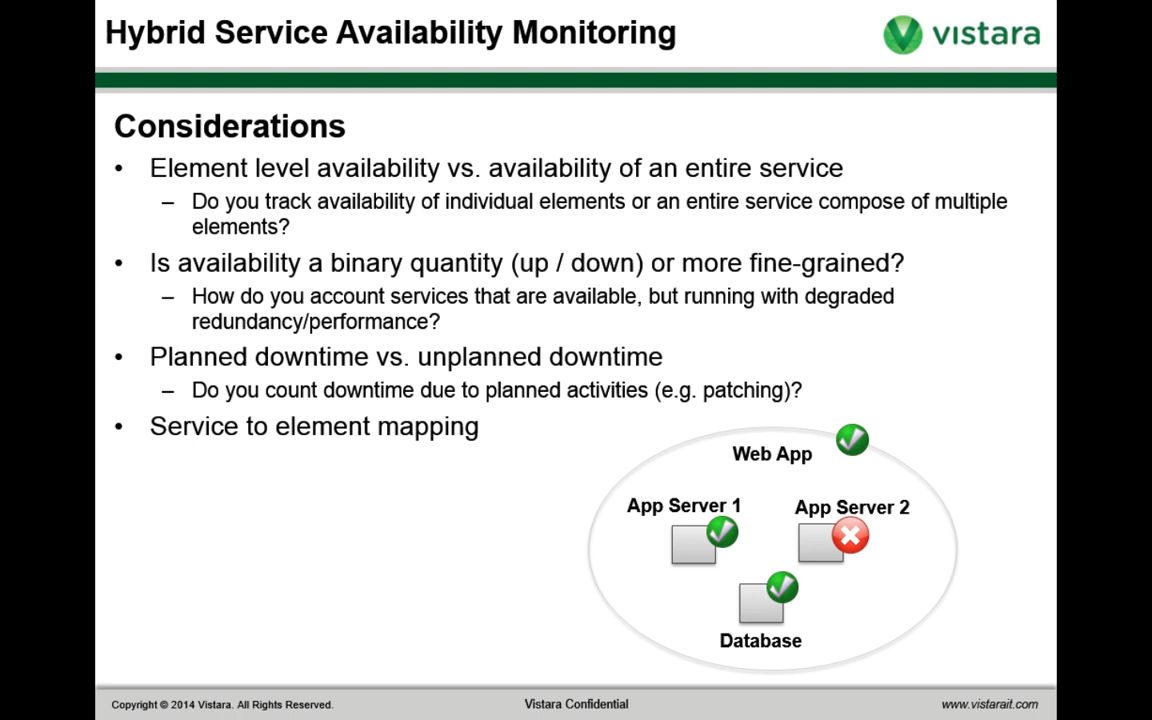 Hybrid Service Availability Monitoring
vistara
Considerations
• Element level availability vs. availability of an entire service
– Do you track availability of individual elements or an entire service compose of multiple
elements?
• Is availability a binary quantity (up / down) or more fine-grained?
– How do you account services that are available, but running with degraded
redundancy/performance?
• Planned downtime vs. unplanned downtime
– Do you count downtime due to planned activities (e.g. patching)?
• Service to element mapping
Web App
App Server 1
App Server 2
Database
Copyright © 2014 Vistara. All Rights Reserved.
Vistara Confidential
www.vistarait.com